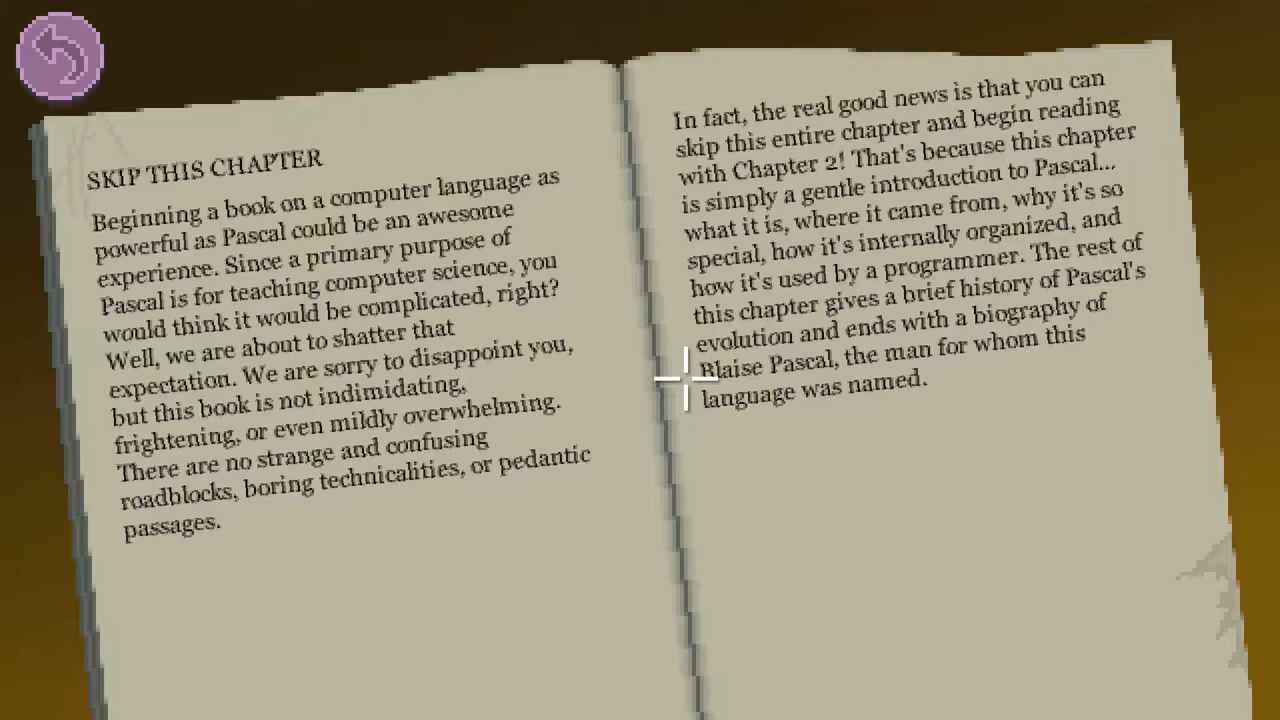 SKIP THIS CHAPTER
Beginning a book on a computer language as
powerful as Pascal could be an awesome
experience. Since a primary purpose of
Pascal is for teaching computer science, you
would think it would be complicated, right?
Well, we are about to shatter that
expectation. We are sorry to disappoint you,
but this book is not indimidating,
frightening, or even mildly overwhelming.
There are no strange and confusing
roadblocks, boring technicalities, or pedantic
passages.
In fact, the real good news is that you can
skip this entire chapter and begin reading
with Chapter 2! That's because this chapter
is simply a gentle introduction to Pascal...
what it is, where it came from, why it's so
special, how it's internally organized, and
how it's used by a programmer. The rest of
this chapter gives a brief history of Pascal's
evolution and ends with a biography of
Blaise Pascal, the man for whom this
language was named.